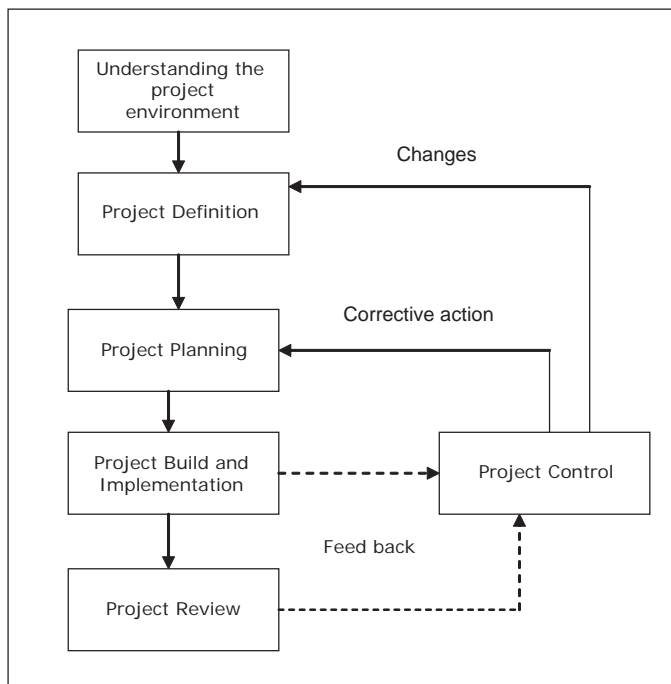 Understanding the
project
environment
Changes
Project Definition
Corrective action
Project Planning
Project Build and
Implementation
Project Control
Feed back
Project Review